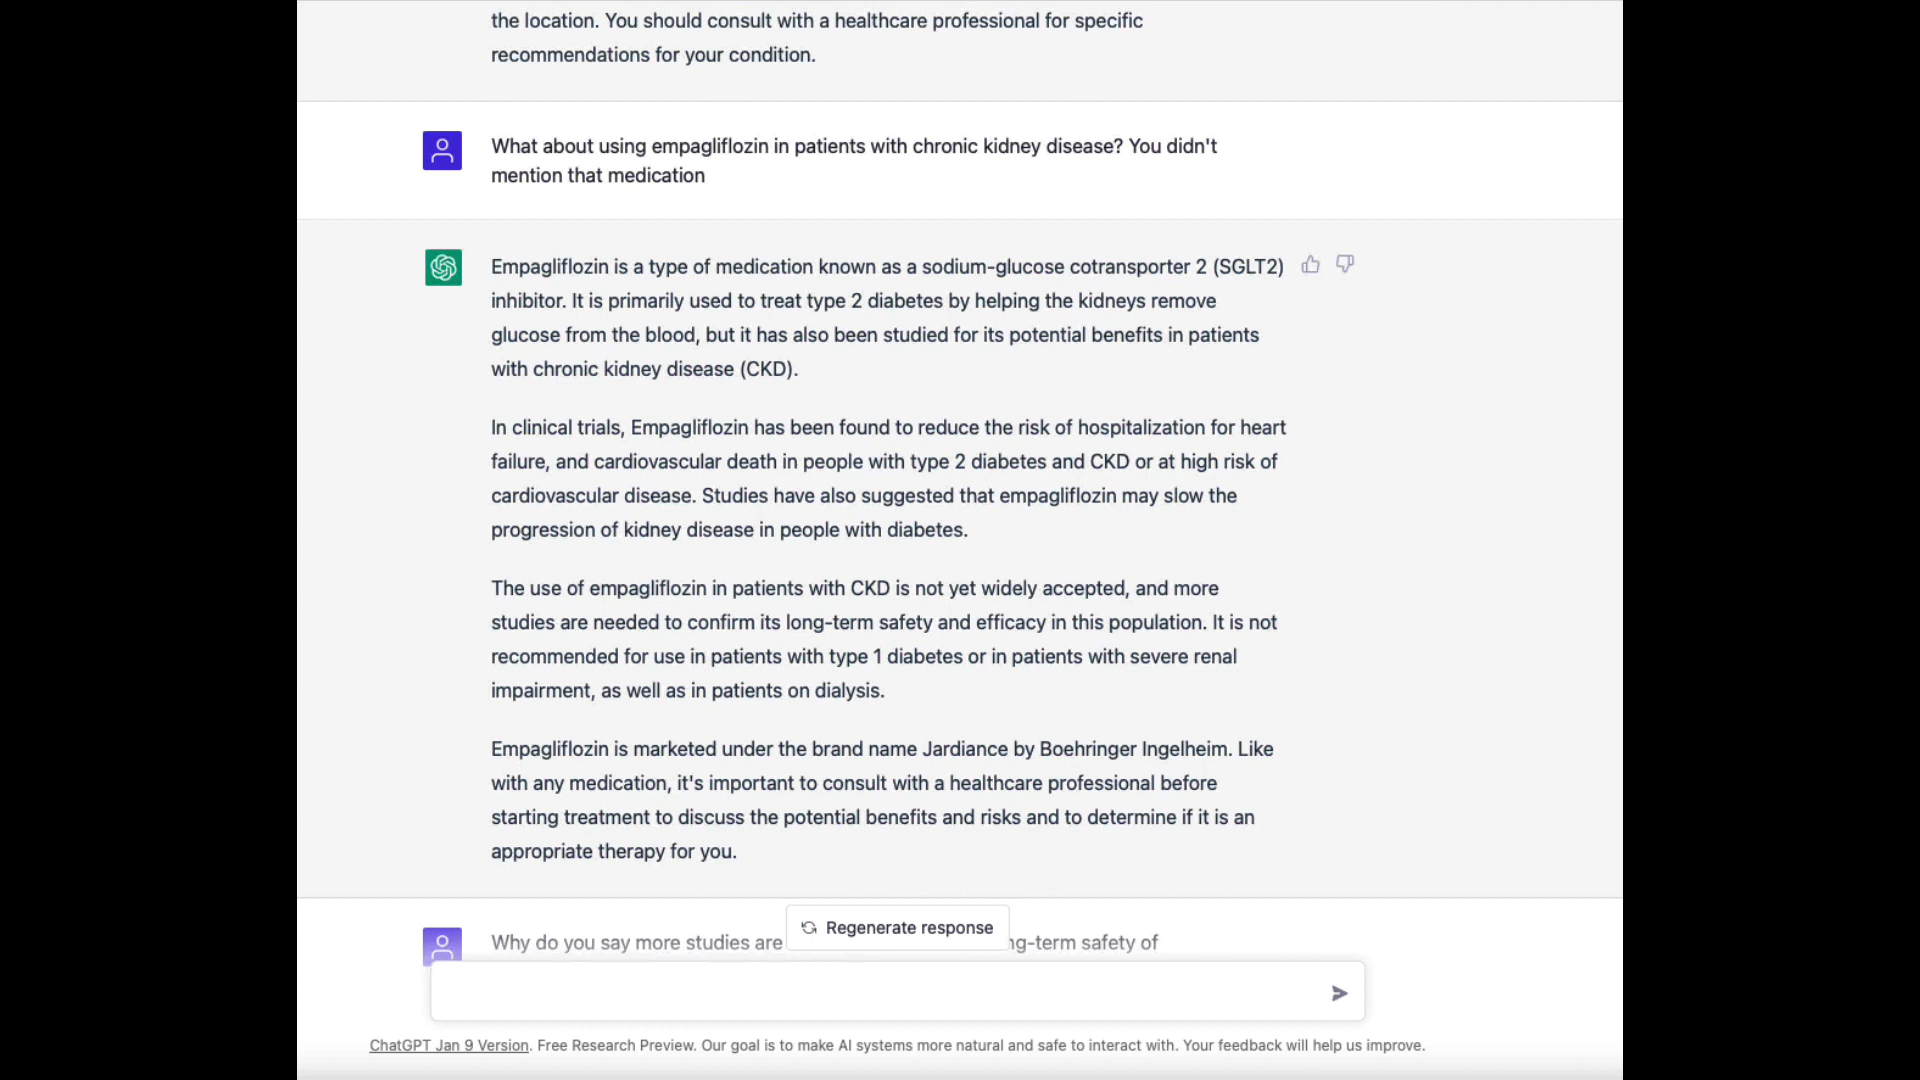 the location. You should consult with a healthcare professional for specific
recommendations for your condition.
What about using empagliflozin in patients with chronic kidney disease? You didn't
mention that medication
Empagliflozin is a type of medication known as a sodium-glucose cotransporter 2 (SGLT2)
inhibitor. It is primarily used to treat type 2 diabetes by helping the kidneys remove
glucose from the blood, but it has also been studied for its potential benefits in patients
with chronic kidney disease (CKD).
In clinical trials, Empagliflozin has been found to reduce the risk of hospitalization for heart
failure, and cardiovascular death in people with type 2 diabetes and CKD or at high risk of
cardiovascular disease. Studies have also suggested that empagliflozin may slow the
progression of kidney disease in people with diabetes.
The use of empagliflozin in patients with CKD is not yet widely accepted, and more
studies are needed to confirm its long-term safety and efficacy in this population. It is not
recommended for use in patients with type 1 diabetes or in patients with severe renal
impairment, as well as in patients on dialysis.
Empagliflozin is marketed under the brand name Jardiance by Boehringer Ingelheim. Like
with any medication, it's important to consult with a healthcare professional before
starting treatment to discuss the potential benefits and risks and to determine if it is an
appropriate therapy for you.
Regenerate response
Why do you say more studies are ng-term safety of
ChatGPT Jan 9 Version. Free Research Preview. Our goal is to make AI systems more natural and safe to interact with. Your feedback will help us improve.